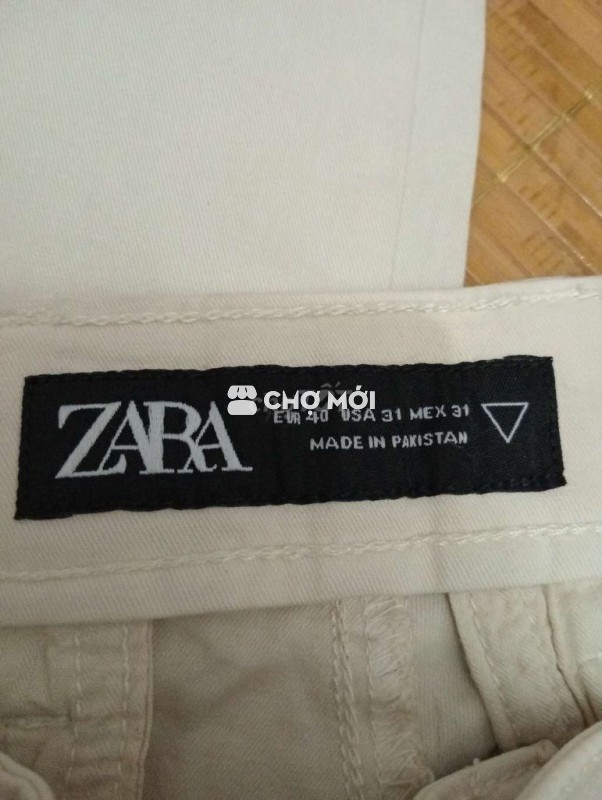 ZARA
CHỢ MỚI
EUR 40 USA 31 MEX 31
MADE IN PAKISTAN